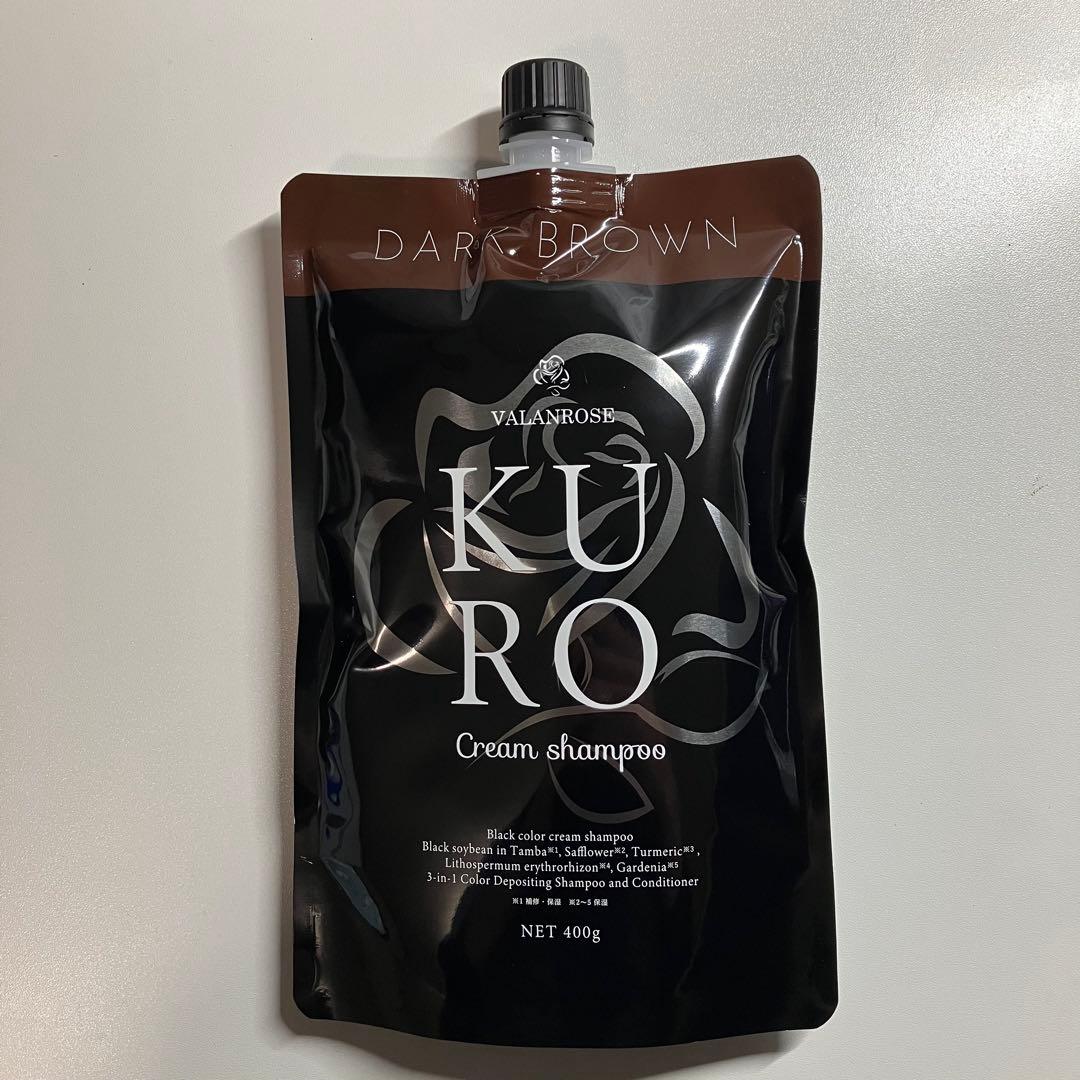 DARK BROWN
VALANROSE
KU
RO
Cream shampoo
Black color cream shampoo
Black soybean in Tamba※1, Safflower※2, Turmeric※3,
Lithospermum erythrorhizon※4, Gardenia※5
3-in-1 Color Depositing Shampoo and Conditioner
※1 補修・保湿 ※2〜5 保湿
NET 400g